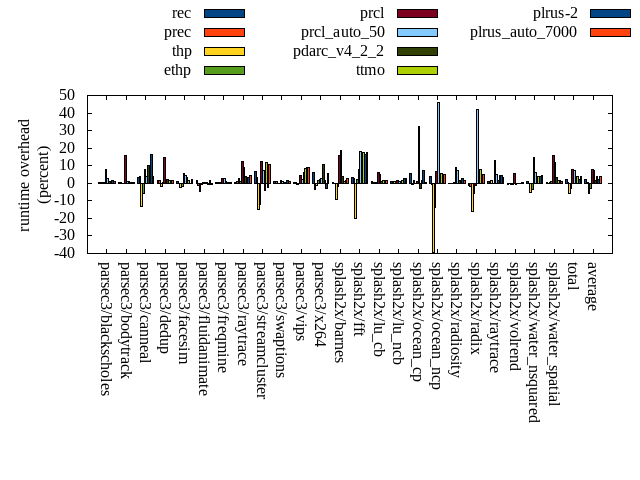 rec
prec
thp
ethp
prcl
prcl_auto_50
pdarc_v4_2_2
ttmo
plrus-2
plrus_auto_7000
runtime overhead
(percent)
50
40
30
20
10
0
-10
-20
-30
-40
parsec3/blackscholes
parsec3/bodytrack
parsec3/canneal
parsec3/dedup
parsec3/facesim
parsec3/fluidanimate
parsec3/freqmine
parsec3/raytrace
parsec3/streamcluster
parsec3/swaptions
parsec3/vips
parsec3/x264
splash2x/barnes
splash2x/fft
splash2x/lu_cb
splash2x/lu_ncb
splash2x/ocean_cp
splash2x/ocean_ncp
splash2x/radiosity
splash2x/radix
splash2x/raytrace
splash2x/volrend
splash2x/water_nsquared
splash2x/water_spatial
total
average